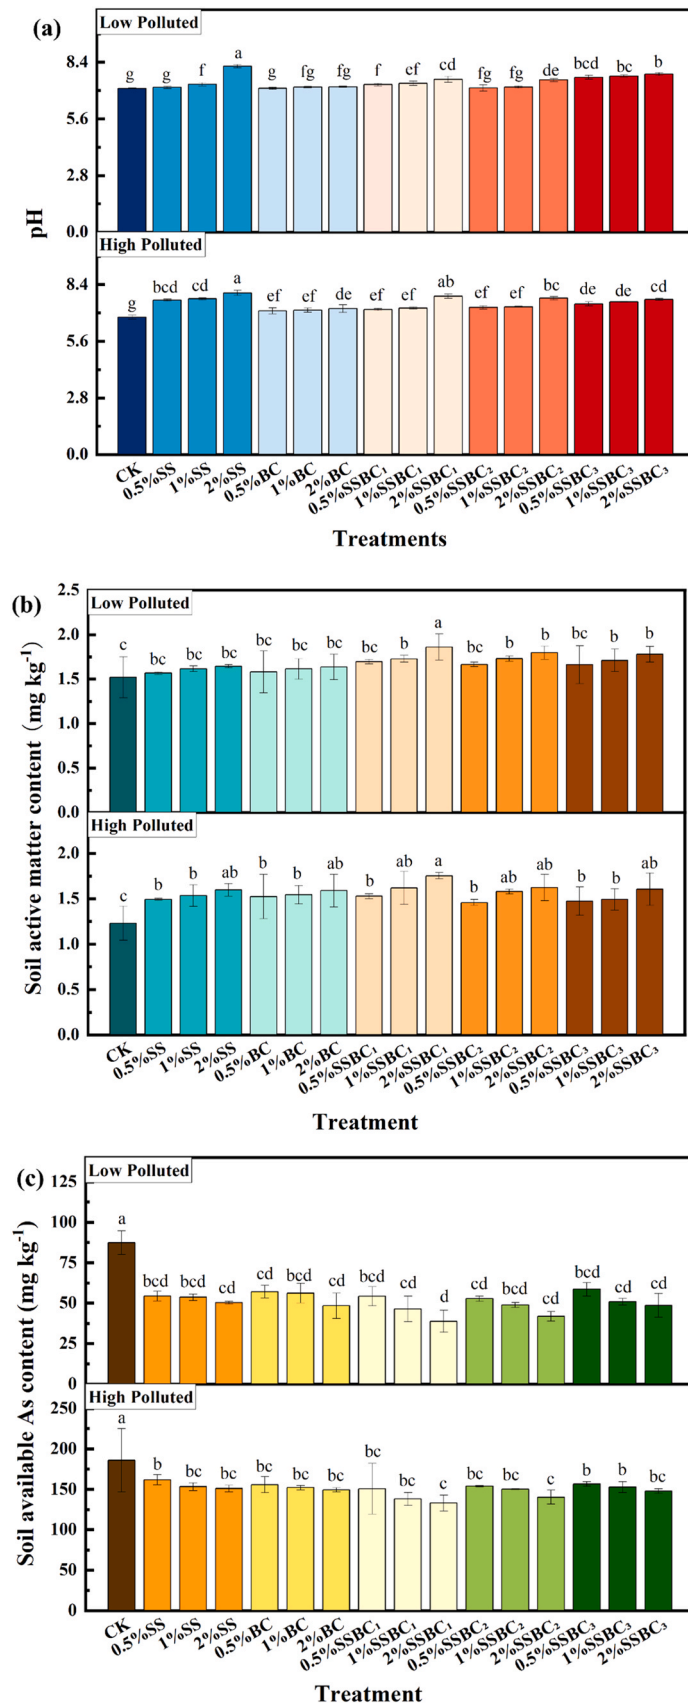 (a)
Low Polluted
8.4
5.6
2.8
0.0
g g f a g fg fg f ef cd fg fg de bcd bc b
pH
High Polluted
8.4
5.6
2.8
0.0
g bcd cd a ef ef de ef ef ab ef ef bc de de cd
CK 0.5%SS 1%SS 2%SS 0.5%BC 1%BC 2%BC 0.5%SSBC₁ 1%SSBC₁ 2%SSBC₁ 0.5%SSBC₂ 1%SSBC₂ 2%SSBC₂ 0.5%SSBC₃ 1%SSBC₃ 2%SSBC₃
Treatments
(b)
Low Polluted
2.5
2.0
1.5
1.0
0.5
0.0
c bc bc bc bc bc bc bc b a bc b b bc b b
Soil active matter content (mg kg⁻¹)
High Polluted
2.0
1.5
1.0
0.5
0.0
c b b ab b b ab b ab a b ab ab b b ab
CK 0.5%SS 1%SS 2%SS 0.5%BC 1%BC 2%BC 0.5%SSBC₁ 1%SSBC₁ 2%SSBC₁ 0.5%SSBC₂ 1%SSBC₂ 2%SSBC₂ 0.5%SSBC₃ 1%SSBC₃ 2%SSBC₃
Treatment
(c)
Low Polluted
125
100
75
50
25
0
a bcd bcd cd cd bcd cd bcd cd d cd bcd cd bcd cd cd
Soil available As content (mg kg⁻¹)
High Polluted
250
200
150
100
50
0
a b bc bc bc bc bc bc bc c bc bc c b b bc
CK 0.5%SS 1%SS 2%SS 0.5%BC 1%BC 2%BC 0.5%SSBC₁ 1%SSBC₁ 2%SSBC₁ 0.5%SSBC₂ 1%SSBC₂ 2%SSBC₂ 0.5%SSBC₃ 1%SSBC₃ 2%SSBC₃
Treatment